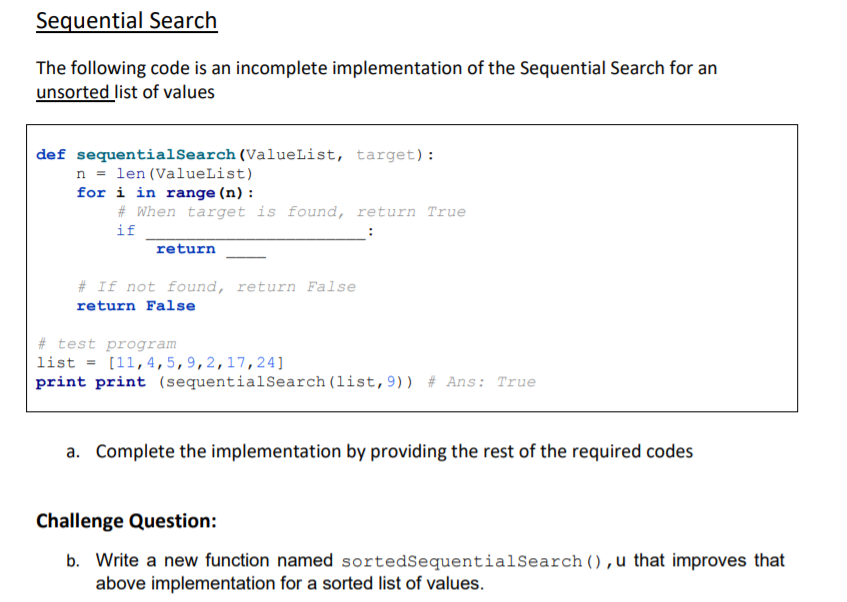 Sequential Search
The following code is an incomplete implementation of the Sequential Search for an
unsorted list of values
def sequentialSearch(ValueList, target):
    n = len(ValueList)
    for i in range(n):
        # When target is found, return True
        if ______________________:
            return ____
    # If not found, return False
    return False
# test program
list = [11,4,5,9,2,17,24]
print print (sequentialSearch(list,9)) # Ans: True
a. Complete the implementation by providing the rest of the required codes
Challenge Question:
b. Write a new function named sortedSequentialSearch(),u that improves that
above implementation for a sorted list of values.